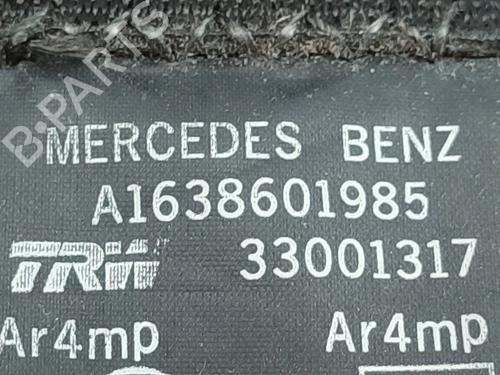 B-PARTS
MERCEDES BENZ
A1638601985
TRW 33001317
Ar4mp Ar4mp